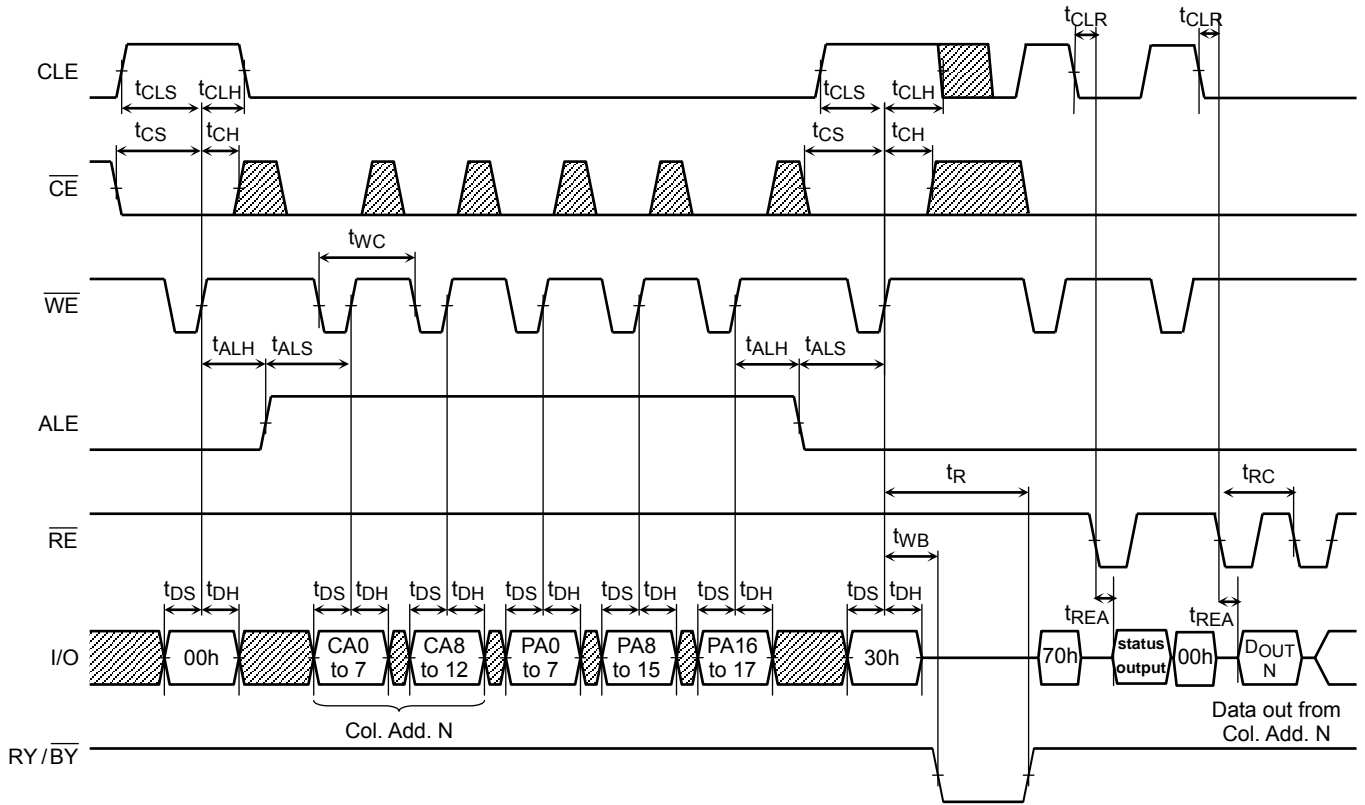 tCLR tCLR
CLE
tCLS tCLH tCLS tCLH
tCS tCH tCS tCH
CE
tWC
WE
tALH tALS tALH tALS
ALE
tR tRC
RE
tWB
tDS tDH tDS tDH tDS tDH tDS tDH tDS tDH tDS tDH tDS tDH
tREA tREA
I/O
00h
CA0 to 7
CA8 to 12
PA0 to 7
PA8 to 15
PA16 to 17
30h
70h
status output
00h
DOUT N
Col. Add. N
Data out from
Col. Add. N
RY/BY